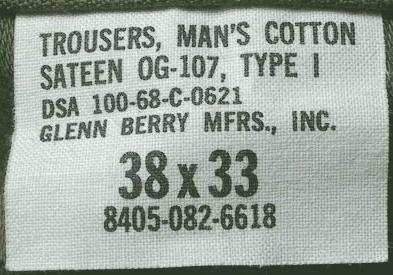 TROUSERS, MAN'S COTTON
SATEEN OG-107, TYPE I
DSA 100-68-C-0621
GLENN BERRY MFRS., INC.
38 x 33
8405-082-6618